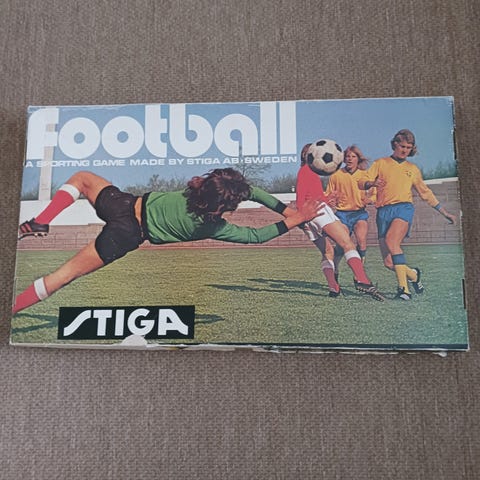 football
A SPORTING GAME MADE BY STIGA AB · SWEDEN
STIGA